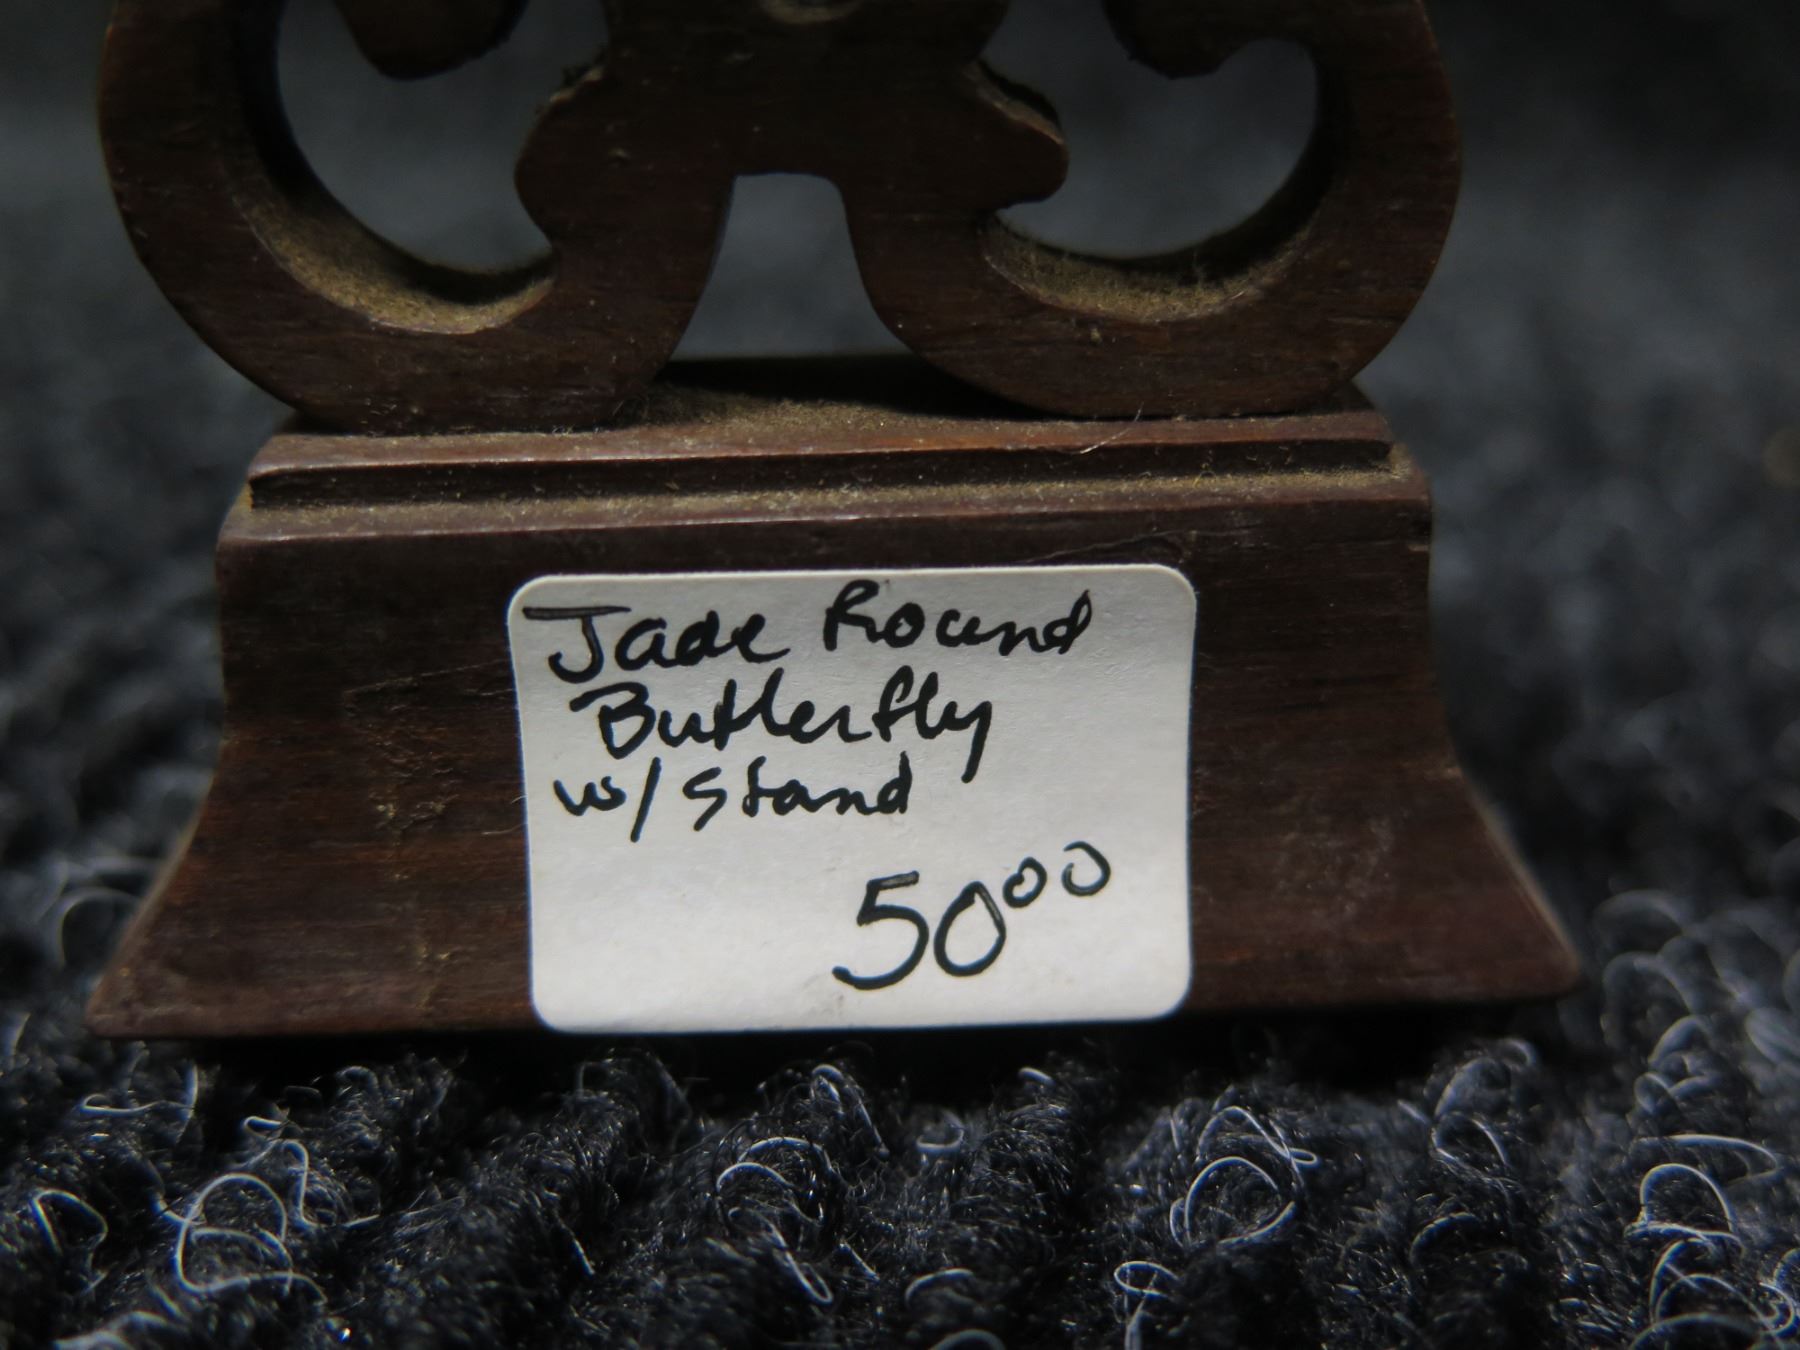 Jade Round
Butterfly
w/ Stand
50⁰⁰